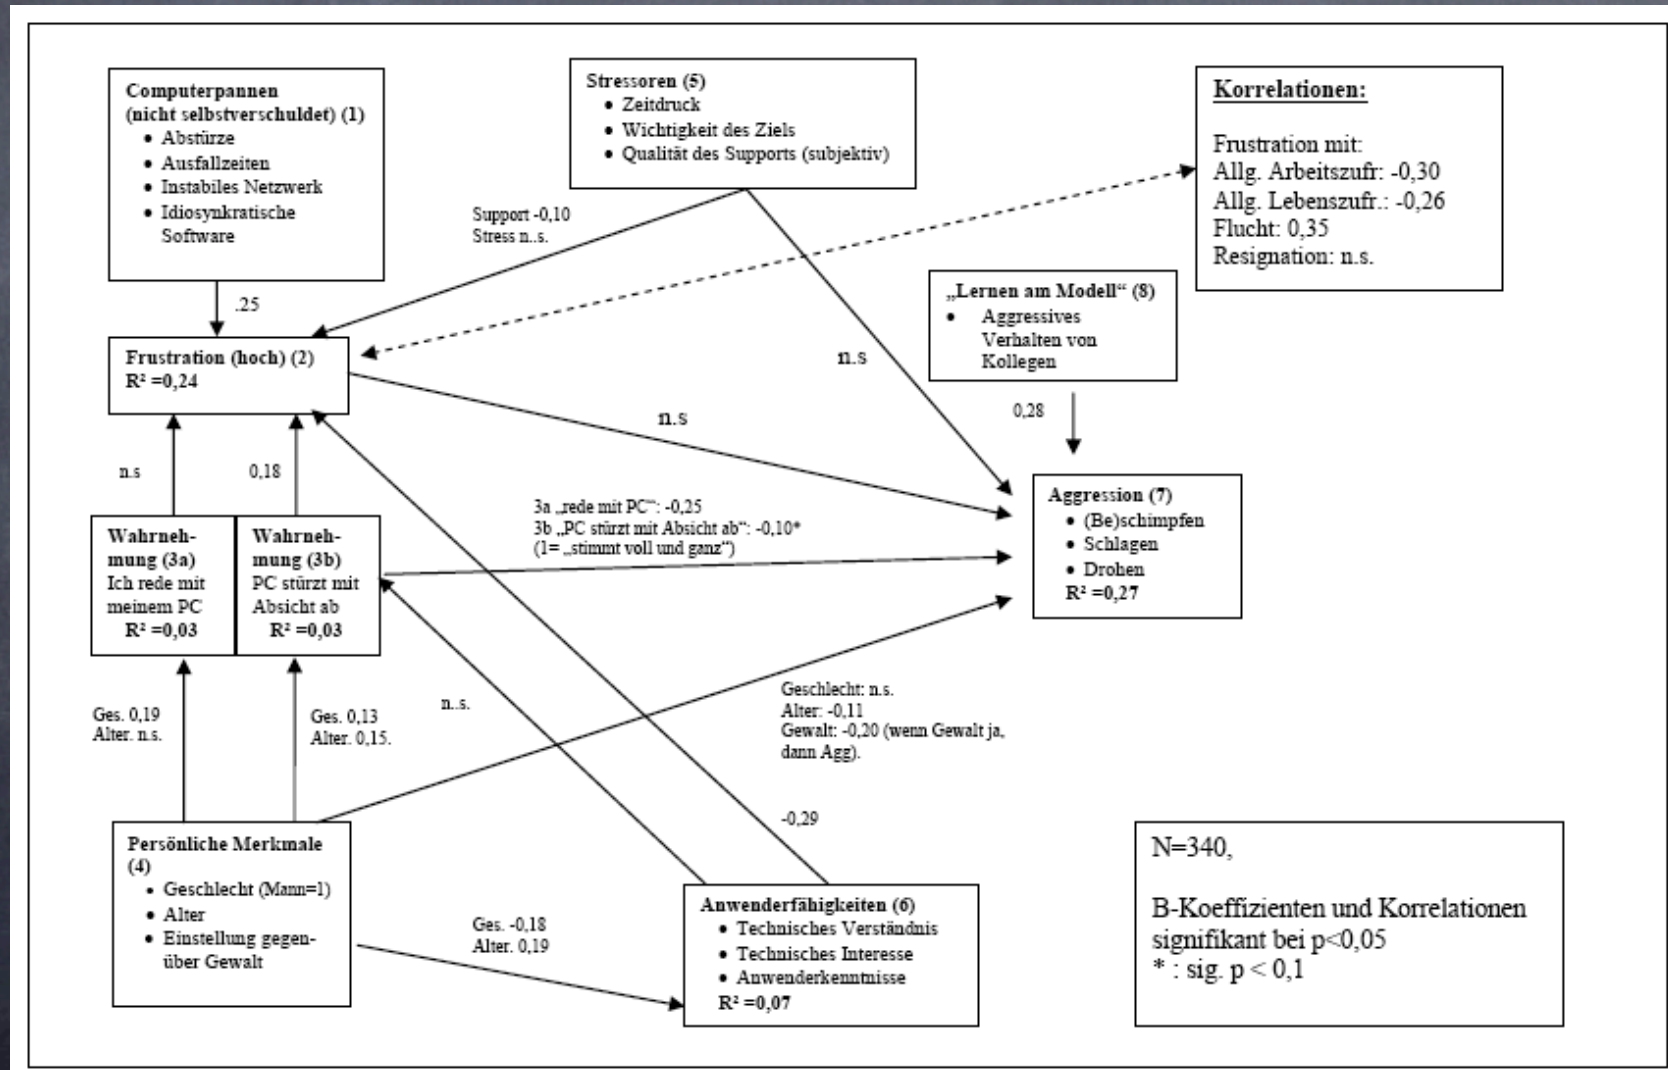 Computerpannen
(nicht selbstverschuldet) (1)
• Abstürze
• Ausfallzeiten
• Instabiles Netzwerk
• Idiosynkratische
Software
Stressoren (5)
• Zeitdruck
• Wichtigkeit des Ziels
• Qualität des Supports (subjektiv)
Korrelationen:
Frustration mit:
Allg. Arbeitszufr: -0,30
Allg. Lebenszufr.: -0,26
Flucht: 0,35
Resignation: n.s.
Support -0,10
Stress n..s.
„Lernen am Modell“ (8)
• Aggressives
Verhalten von
Kollegen
.25
Frustration (hoch) (2)
R² =0,24
n.s
n.s
0,28
n.s
0,18
Aggression (7)
• (Be)schimpfen
• Schlagen
• Drohen
R² =0,27
3a „rede mit PC“: -0,25
3b „PC stürzt mit Absicht ab“: -0,10*
(1= „stimmt voll und ganz“)
Wahrneh-
mung (3a)
Ich rede mit
meinem PC
R² =0,03
Wahrneh-
mung (3b)
PC stürzt mit
Absicht ab
R² =0,03
Ges. 0,19
Alter. n.s.
Ges. 0,13
Alter. 0,15.
n..s.
Geschlecht: n.s.
Alter: -0,11
Gewalt: -0,20 (wenn Gewalt ja,
dann Agg).
-0,29
Persönliche Merkmale
(4)
• Geschlecht (Mann=1)
• Alter
• Einstellung gegen-
über Gewalt
Ges. -0,18
Alter. 0,19
Anwenderfähigkeiten (6)
• Technisches Verständnis
• Technisches Interesse
• Anwenderkenntnisse
R² =0,07
N=340,
B-Koeffizienten und Korrelationen
signifikant bei p<0,05
* : sig. p < 0,1